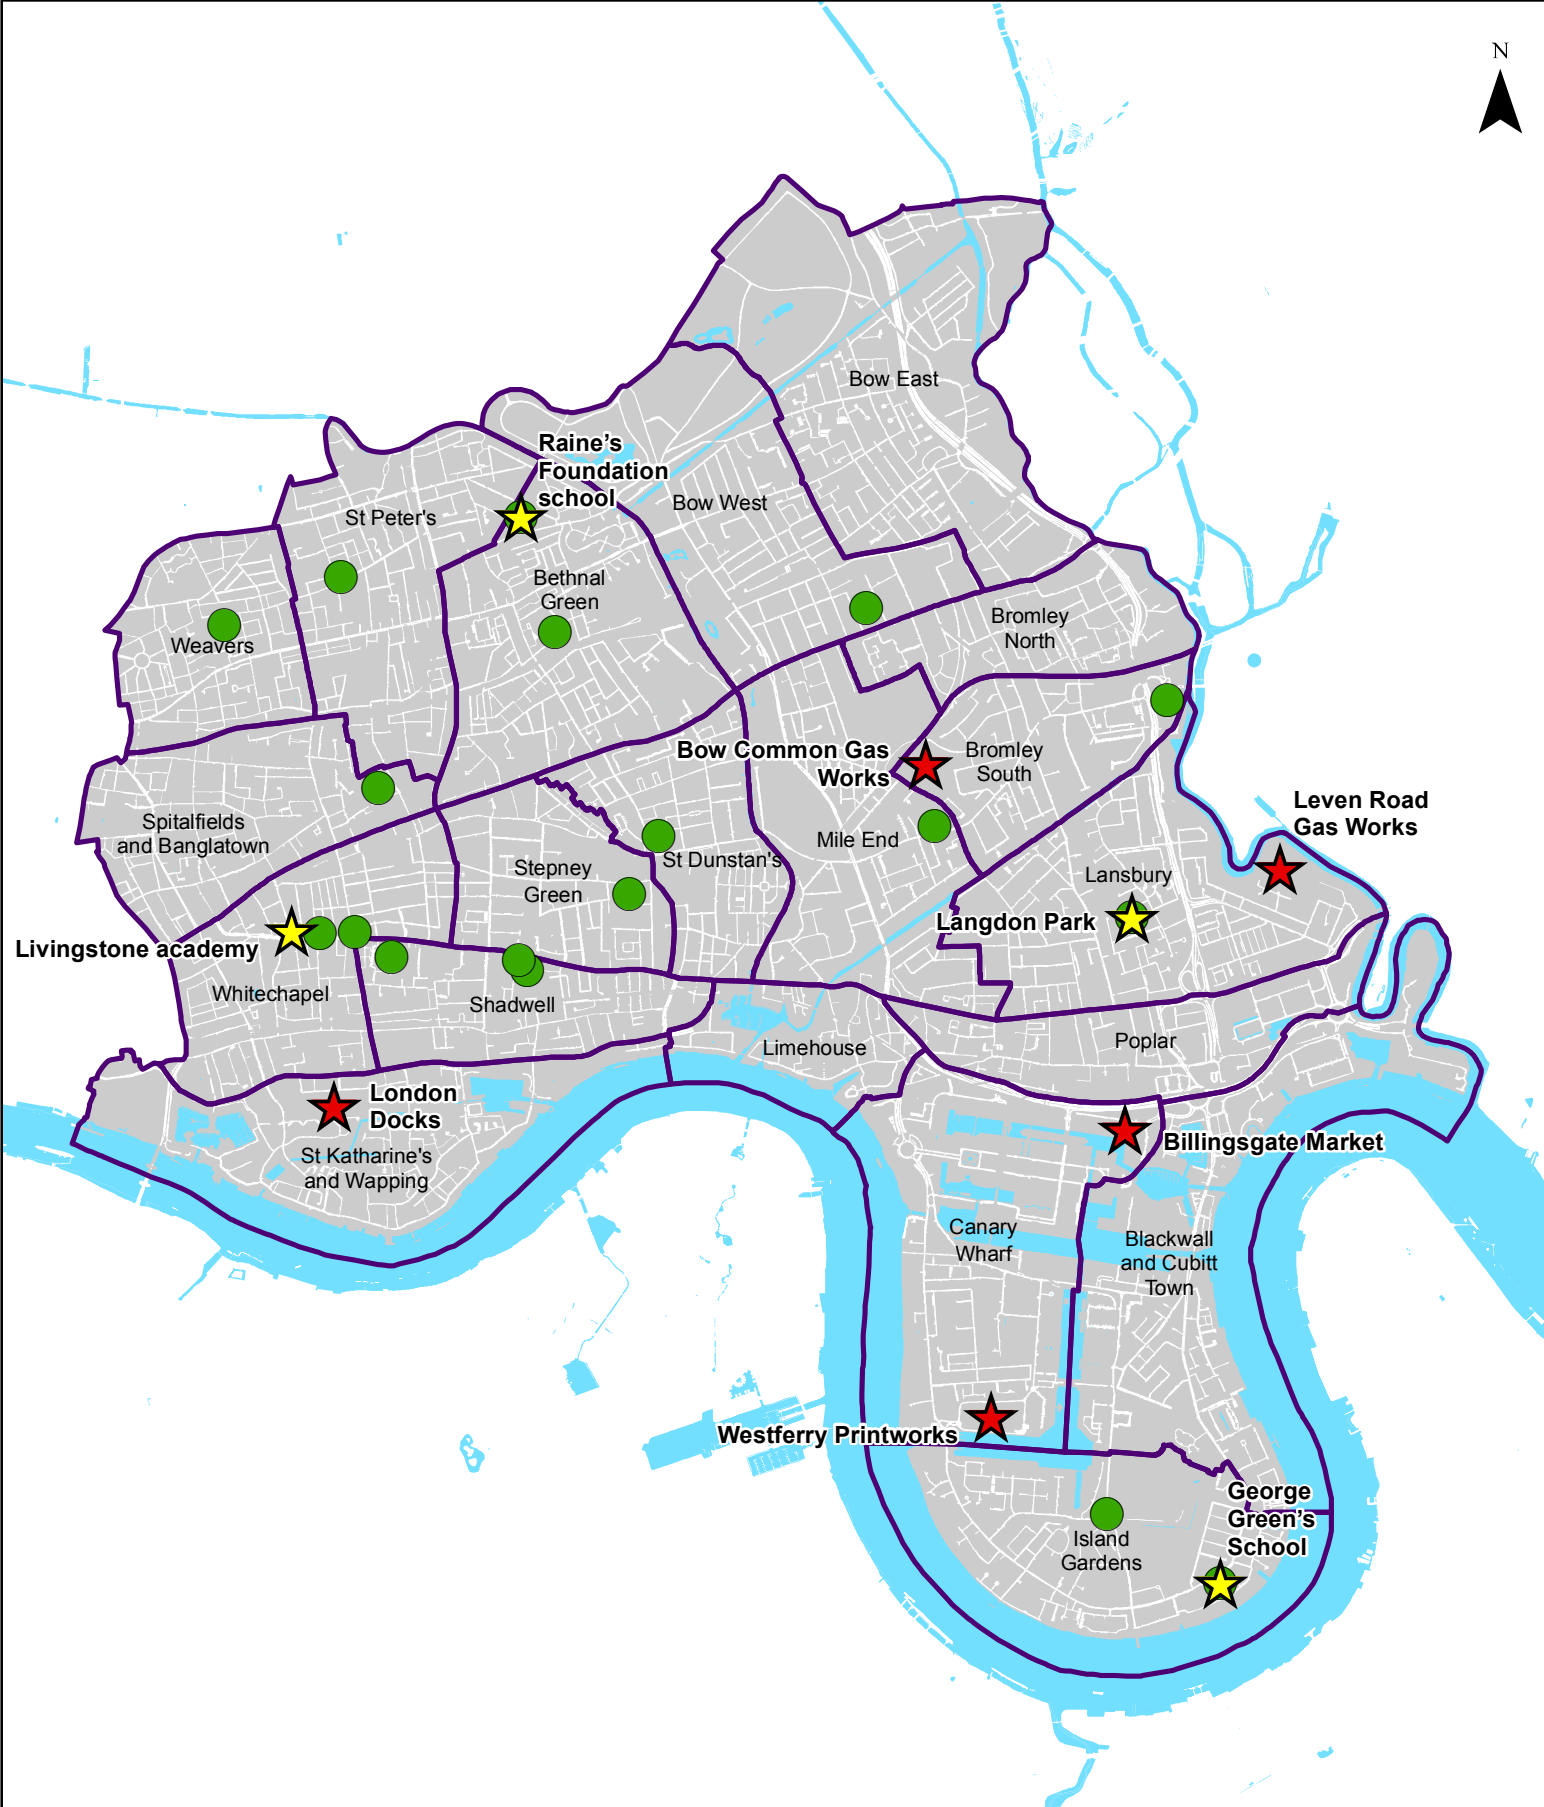 N
Bow East
Raine's
Foundation
school
Bow West
St Peter's
Bethnal
Green
Weavers
Bromley
North
Bow Common Gas
Works
Bromley
South
Leven Road
Gas Works
Spitalfields
and Banglatown
Mile End
St Dunstan's
Stepney
Green
Lansbury
Langdon Park
Livingstone academy
Whitechapel
Shadwell
Limehouse
Poplar
London
Docks
Billingsgate Market
St Katharine's
and Wapping
Canary
Wharf
Blackwall
and Cubitt
Town
Westferry Printworks
George
Green's
School
Island
Gardens